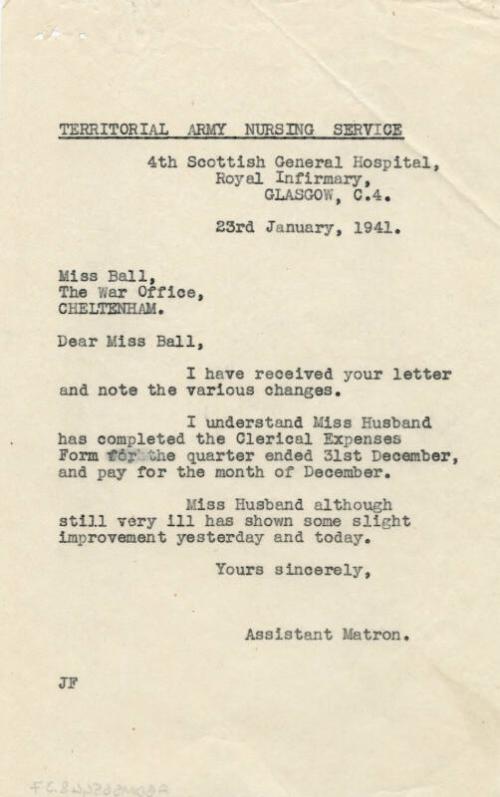 TERRITORIAL ARMY NURSING SERVICE
4th Scottish General Hospital,
Royal Infirmary,
GLASGOW, C.4.
23rd January, 1941.
Miss Ball,
The War Office,
CHELTENHAM.
Dear Miss Ball,
I have received your letter
and note the various changes.
I understand Miss Husband
has completed the Clerical Expenses
Form for the quarter ended 31st December,
and pay for the month of December.
Miss Husband although
still very ill has shown some slight
improvement yesterday and today.
Yours sincerely,
Assistant Matron.
JF